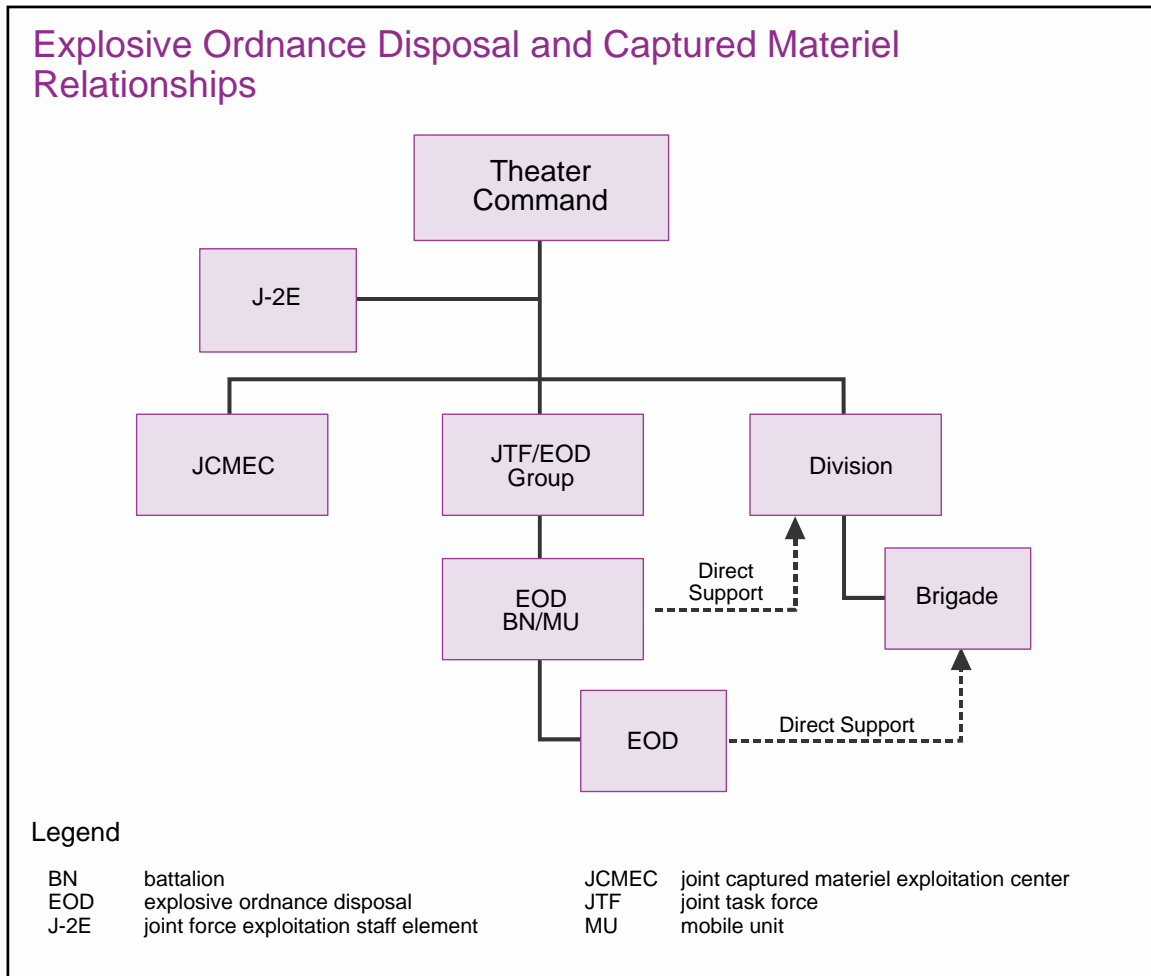 Explosive Ordnance Disposal and Captured Materiel
Relationships
Theater
Command
J-2E
JCMEC
JTF/EOD
Group
Division
EOD
BN/MU
Direct
Support
Brigade
EOD
Direct Support
Legend
BN battalion
EOD explosive ordnance disposal
J-2E joint force exploitation staff element
JCMEC joint captured materiel exploitation center
JTF joint task force
MU mobile unit